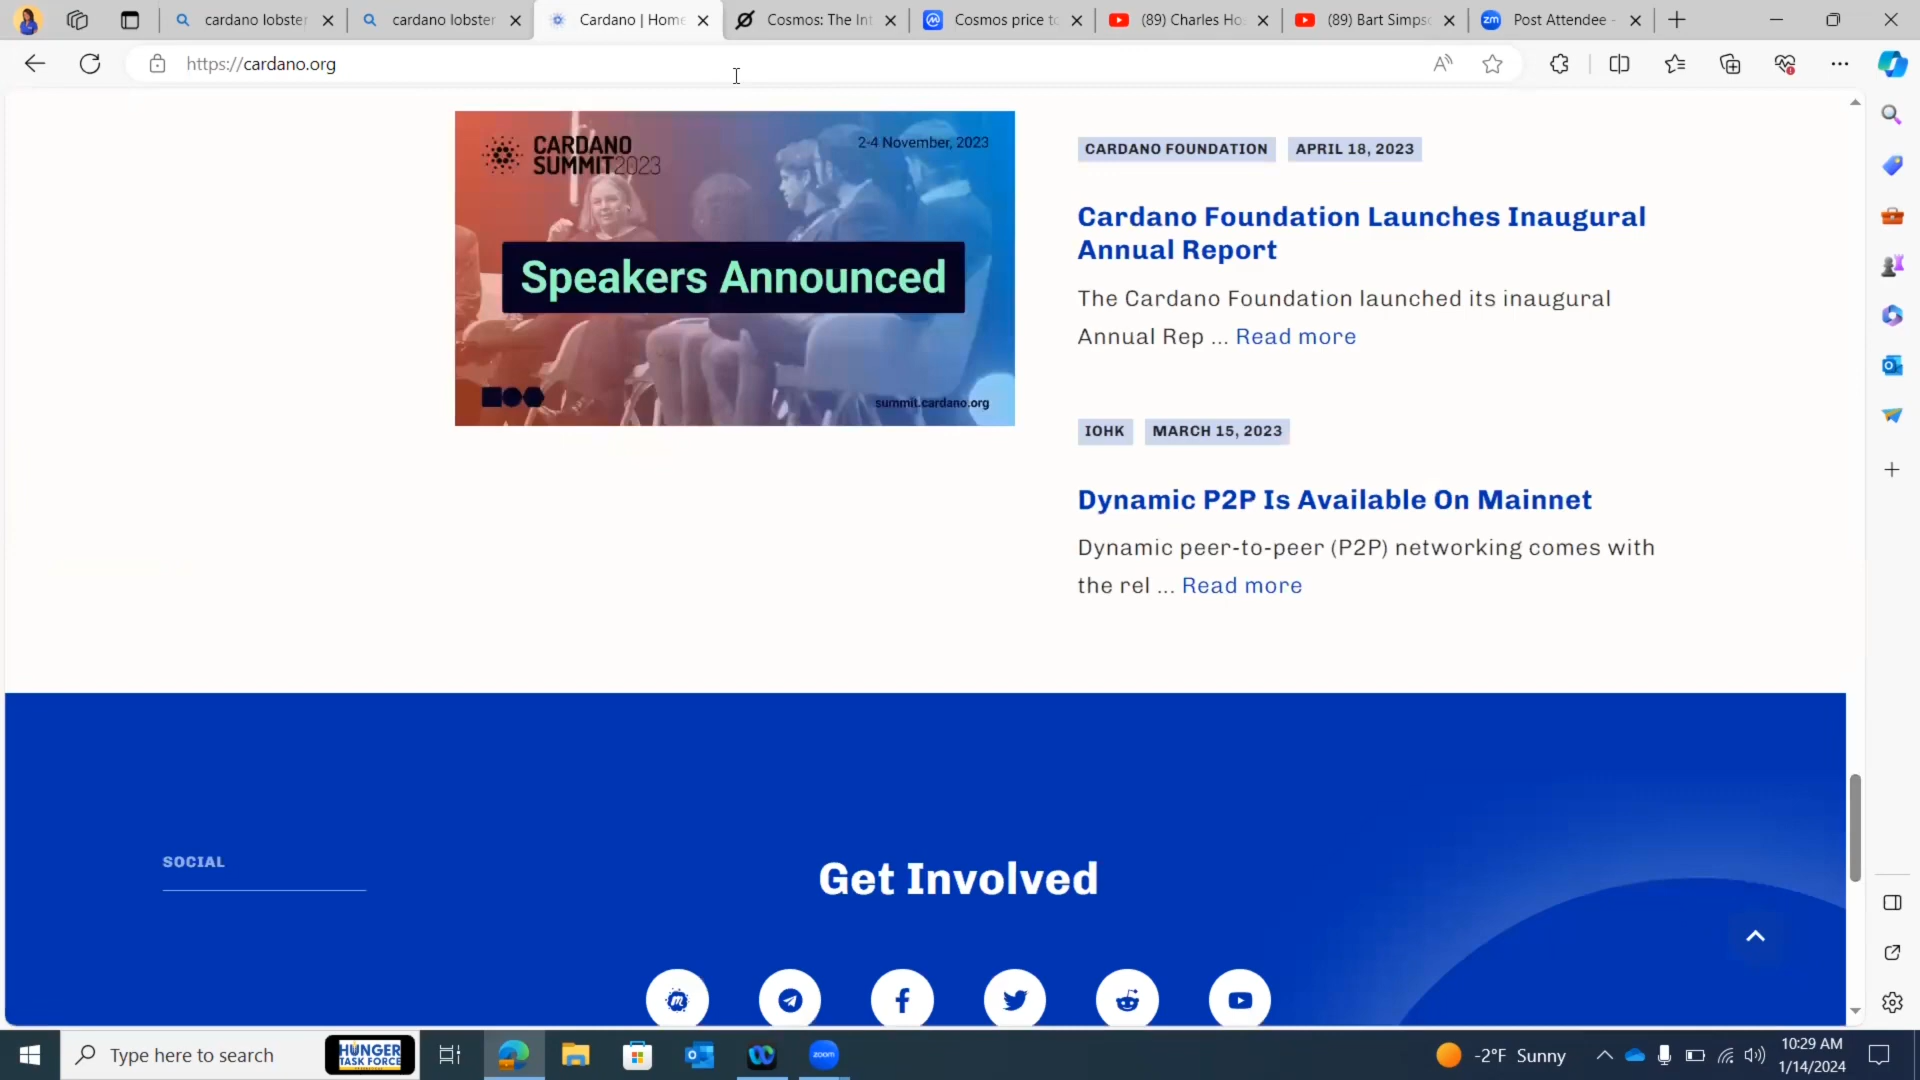 cardano lobster
cardano lobster
Cardano | Home
Cosmos: The Int
Cosmos price to
(89) Charles Ho
(89) Bart Simps
zm
Post Attendee -
https://cardano.org
CARDANO
SUMMIT2023
2-4 November, 2023
Speakers Announced
summit.cardano.org
CARDANO FOUNDATION
APRIL 18, 2023
Cardano Foundation Launches Inaugural
Annual Report
The Cardano Foundation launched its inaugural
Annual Rep ... Read more
IOHK
MARCH 15, 2023
Dynamic P2P Is Available On Mainnet
Dynamic peer-to-peer (P2P) networking comes with
the rel ... Read more
SOCIAL
Get Involved
Type here to search
HUNGER
TASK FORCE
zoom
-2°F Sunny
10:29 AM
1/14/2024